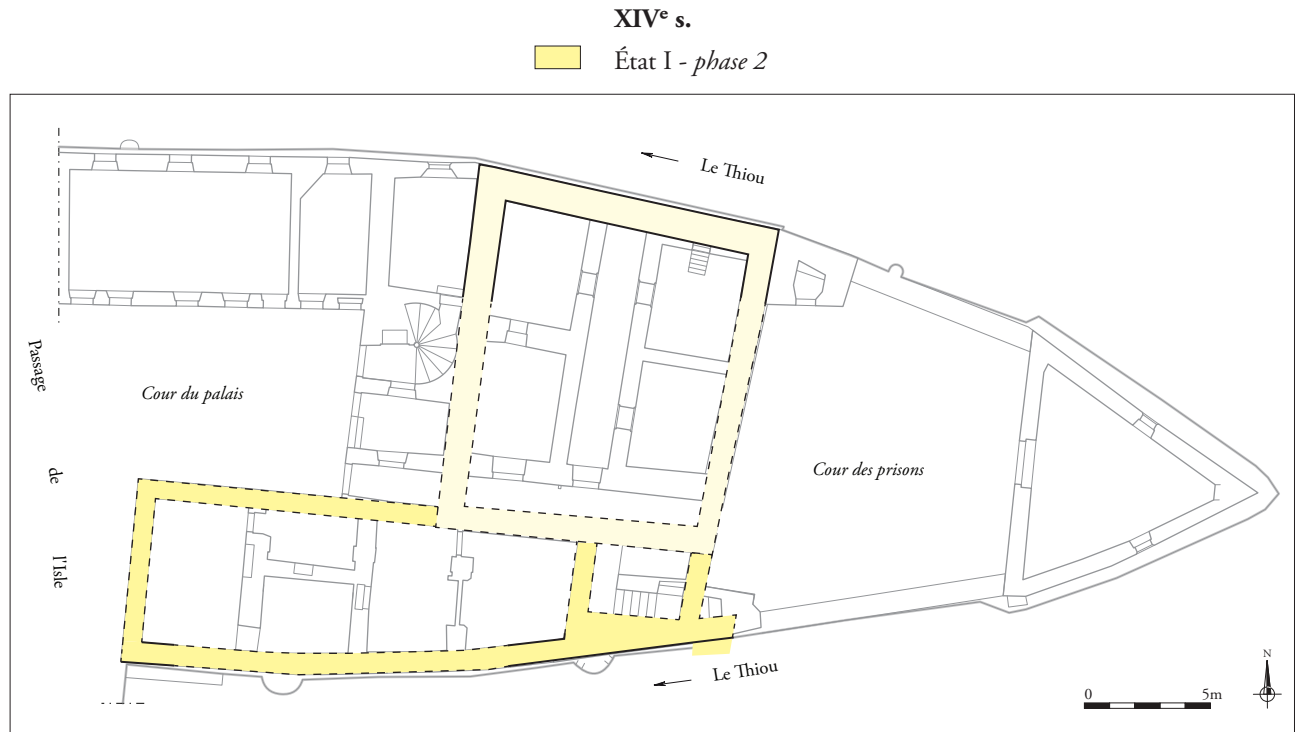 XIVᵉ s.
État I - phase 2
Le Thiou
Passage
de
l'Isle
Cour du palais
Cour des prisons
Le Thiou
0 5m
N